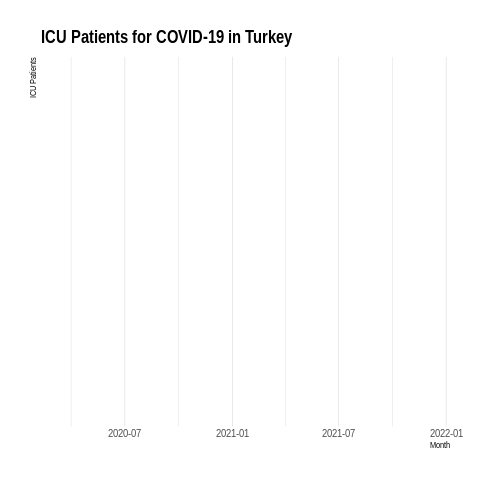 ICU Patients for COVID-19 in Turkey
ICU Patients
2020-07 2021-01 2021-07 2022-01
Month